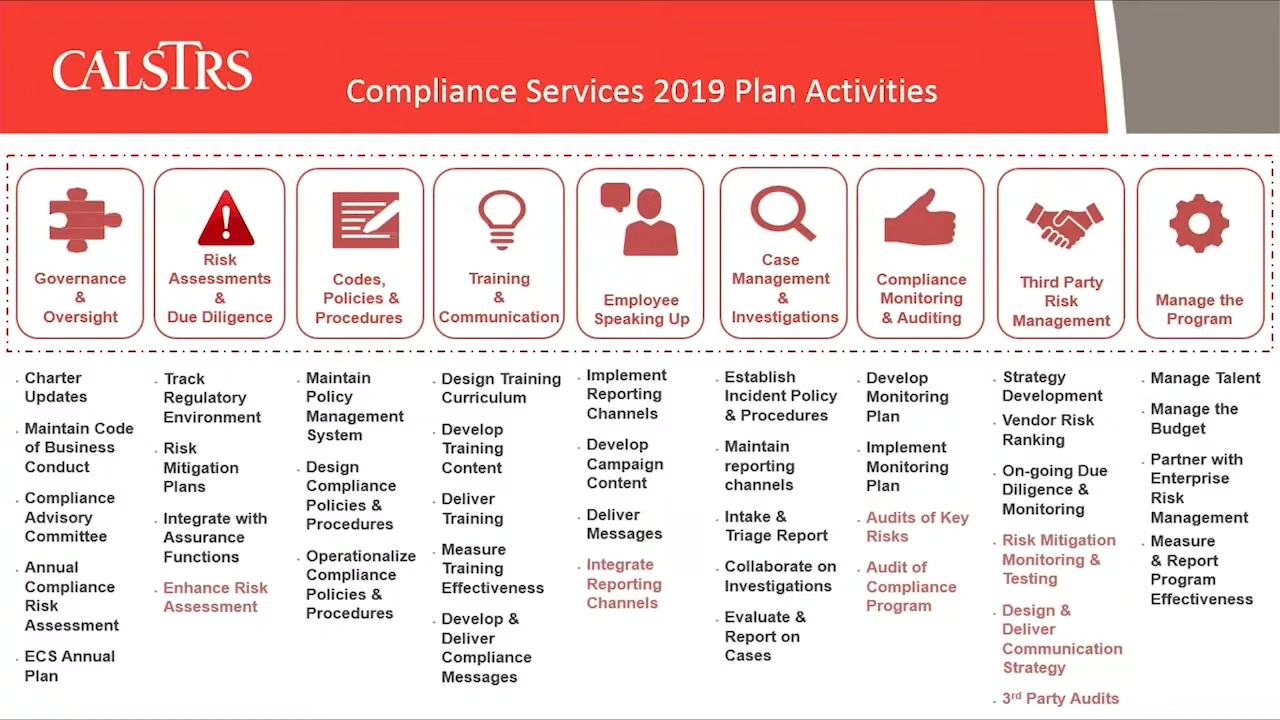 CALSTRS
Compliance Services 2019 Plan Activities
Governance
&
Oversight
Risk
Assessments
&
Due Diligence
Codes,
Policies &
Procedures
Training
&
Communication
Employee
Speaking Up
Case
Management
&
Investigations
Compliance
Monitoring
& Auditing
Third Party
Risk
Management
Manage the
Program
Charter
Updates
Maintain Code
of Business
Conduct
Compliance
Advisory
Committee
Annual
Compliance
Risk
Assessment
ECS Annual
Plan
Track
Regulatory
Environment
Risk
Mitigation
Plans
Integrate with
Assurance
Functions
Enhance Risk
Assessment
Maintain
Policy
Management
System
Design
Compliance
Policies &
Procedures
Operationalize
Compliance
Policies &
Procedures
Design Training
Curriculum
Develop
Training
Content
Deliver
Training
Measure
Training
Effectiveness
Develop &
Deliver
Compliance
Messages
Implement
Reporting
Channels
Develop
Campaign
Content
Deliver
Messages
Integrate
Reporting
Channels
Establish
Incident Policy
& Procedures
Maintain
reporting
channels
Intake &
Triage Report
Collaborate on
Investigations
Evaluate &
Report on
Cases
Develop
Monitoring
Plan
Implement
Monitoring
Plan
Audits of Key
Risks
Audit of
Compliance
Program
Strategy
Development
Vendor Risk
Ranking
On-going Due
Diligence &
Monitoring
Risk Mitigation
Monitoring &
Testing
Design &
Deliver
Communication
Strategy
3rd Party Audits
Manage Talent
Manage the
Budget
Partner with
Enterprise
Risk
Management
Measure
& Report
Program
Effectiveness